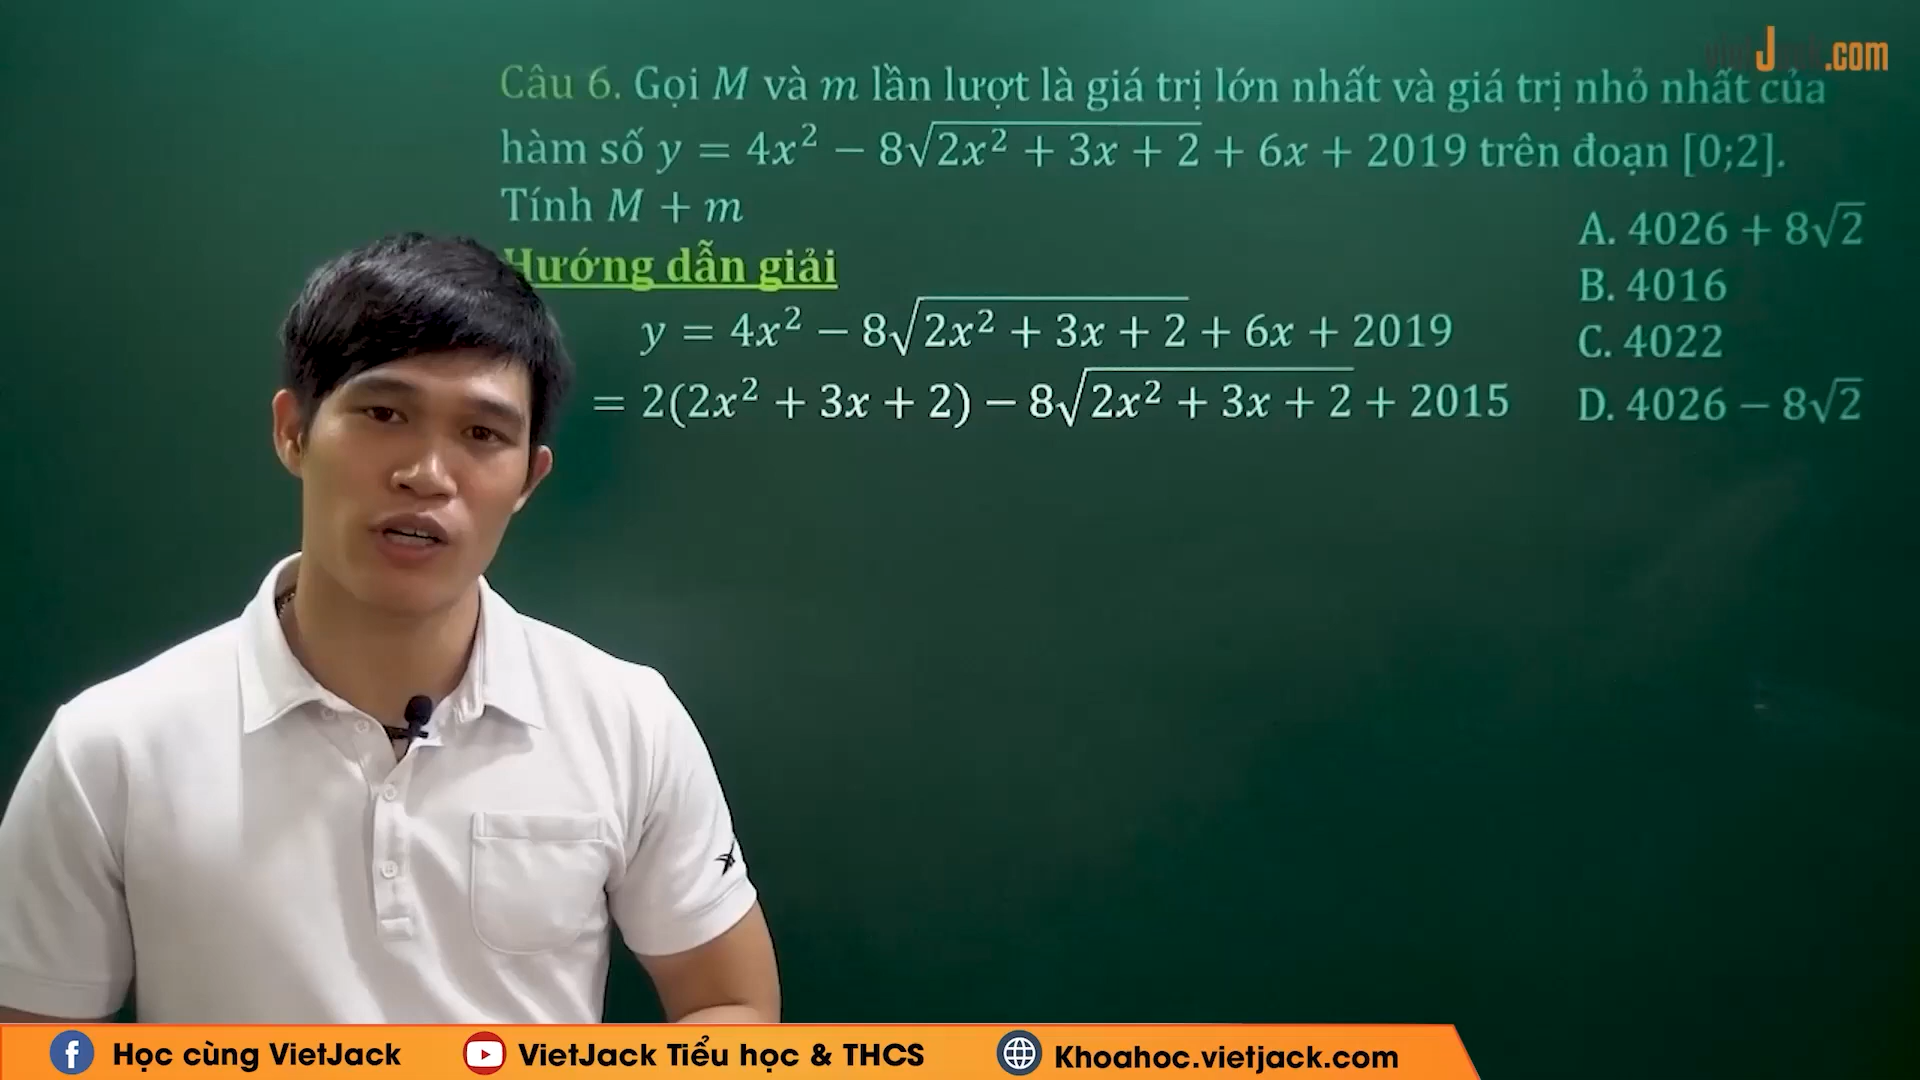 vietJack.com
Câu 6. Gọi M và m lần lượt là giá trị lớn nhất và giá trị nhỏ nhất của
hàm số y = 4x² − 8√(2x² + 3x + 2) + 6x + 2019 trên đoạn [0;2].
Tính M + m
A. 4026 + 8√2
B. 4016
C. 4022
D. 4026 − 8√2
Hướng dẫn giải
y = 4x² − 8√(2x² + 3x + 2) + 6x + 2019
= 2(2x² + 3x + 2) − 8√(2x² + 3x + 2) + 2015
Học cùng VietJack
VietJack Tiểu học & THCS
Khoahoc.vietjack.com